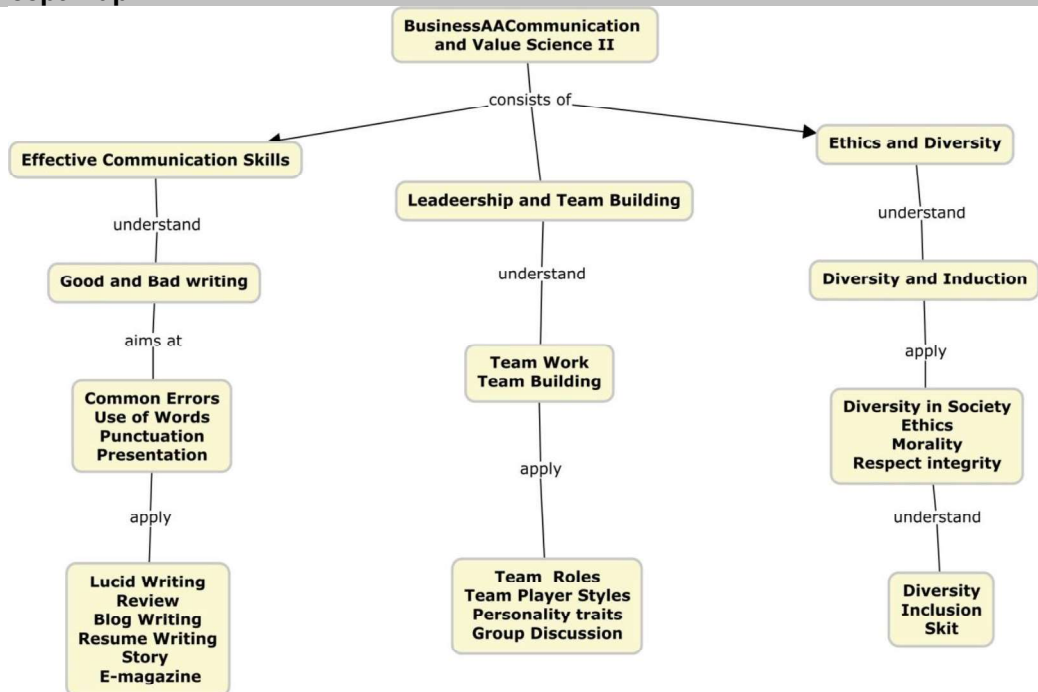 BusinessAACommunication
and Value Science II
consists of
Effective Communication Skills
understand
Good and Bad writing
aims at
Common Errors
Use of Words
Punctuation
Presentation
apply
Lucid Writing
Review
Blog Writing
Resume Writing
Story
E-magazine
Leadeership and Team Building
understand
Team Work
Team Building
apply
Team Roles
Team Player Styles
Personality traits
Group Discussion
Ethics and Diversity
understand
Diversity and Induction
apply
Diversity in Society
Ethics
Morality
Respect integrity
understand
Diversity
Inclusion
Skit